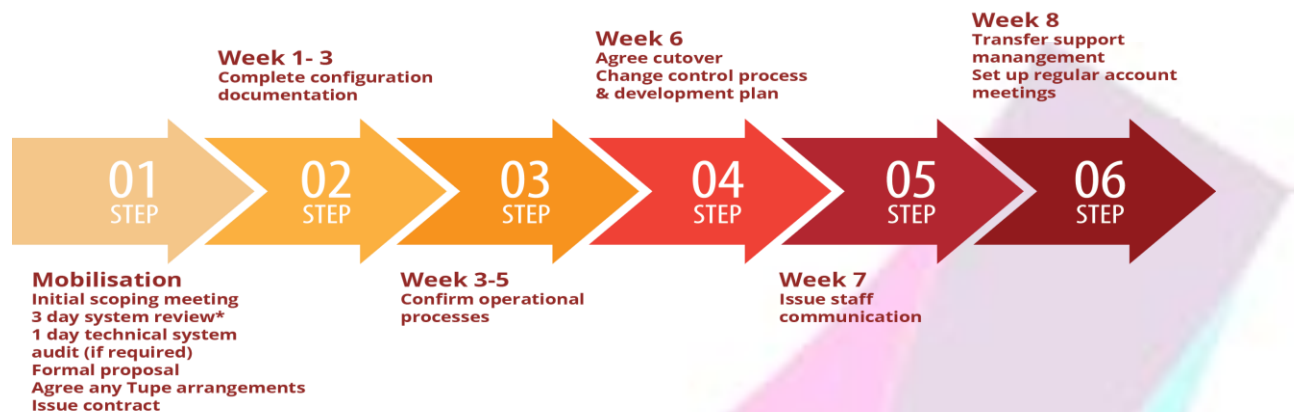 Week 8
Transfer support
manangement
Set up regular account
meetings
Week 6
Agree cutover
Change control process
& development plan
Week 1- 3
Complete configuration
documentation
01
STEP
02
STEP
03
STEP
04
STEP
05
STEP
06
STEP
Mobilisation
Initial scoping meeting
3 day system review*
1 day technical system
audit (if required)
Formal proposal
Agree any Tupe arrangements
Issue contract
Week 3-5
Confirm operational
processes
Week 7
Issue staff
communication